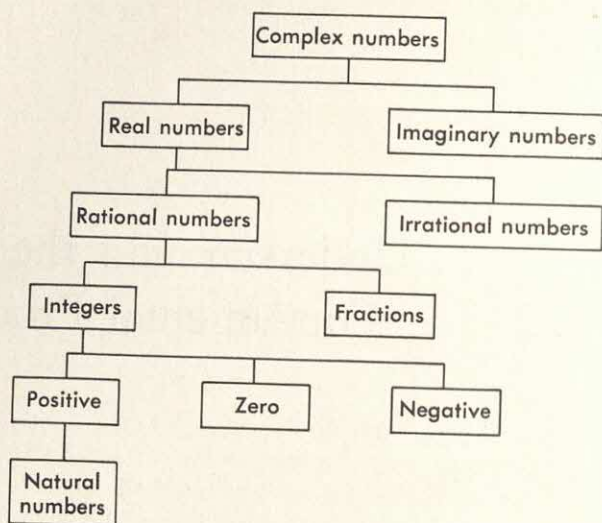 Complex numbers
Real numbers
Imaginary numbers
Rational numbers
Irrational numbers
Integers
Fractions
Positive
Zero
Negative
Natural
numbers